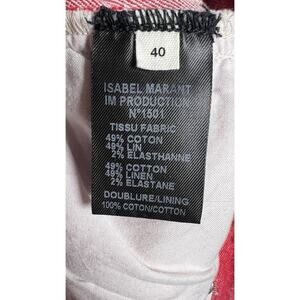 40
ISABEL MARANT
IM PRODUCTION
N°1501
TISSU FABRIC
49% COTON
49% LIN
2% ELASTHANNE
49% COTTON
49% LINEN
2% ELASTANE
DOUBLURE/LINING
100% COTON/COTTON